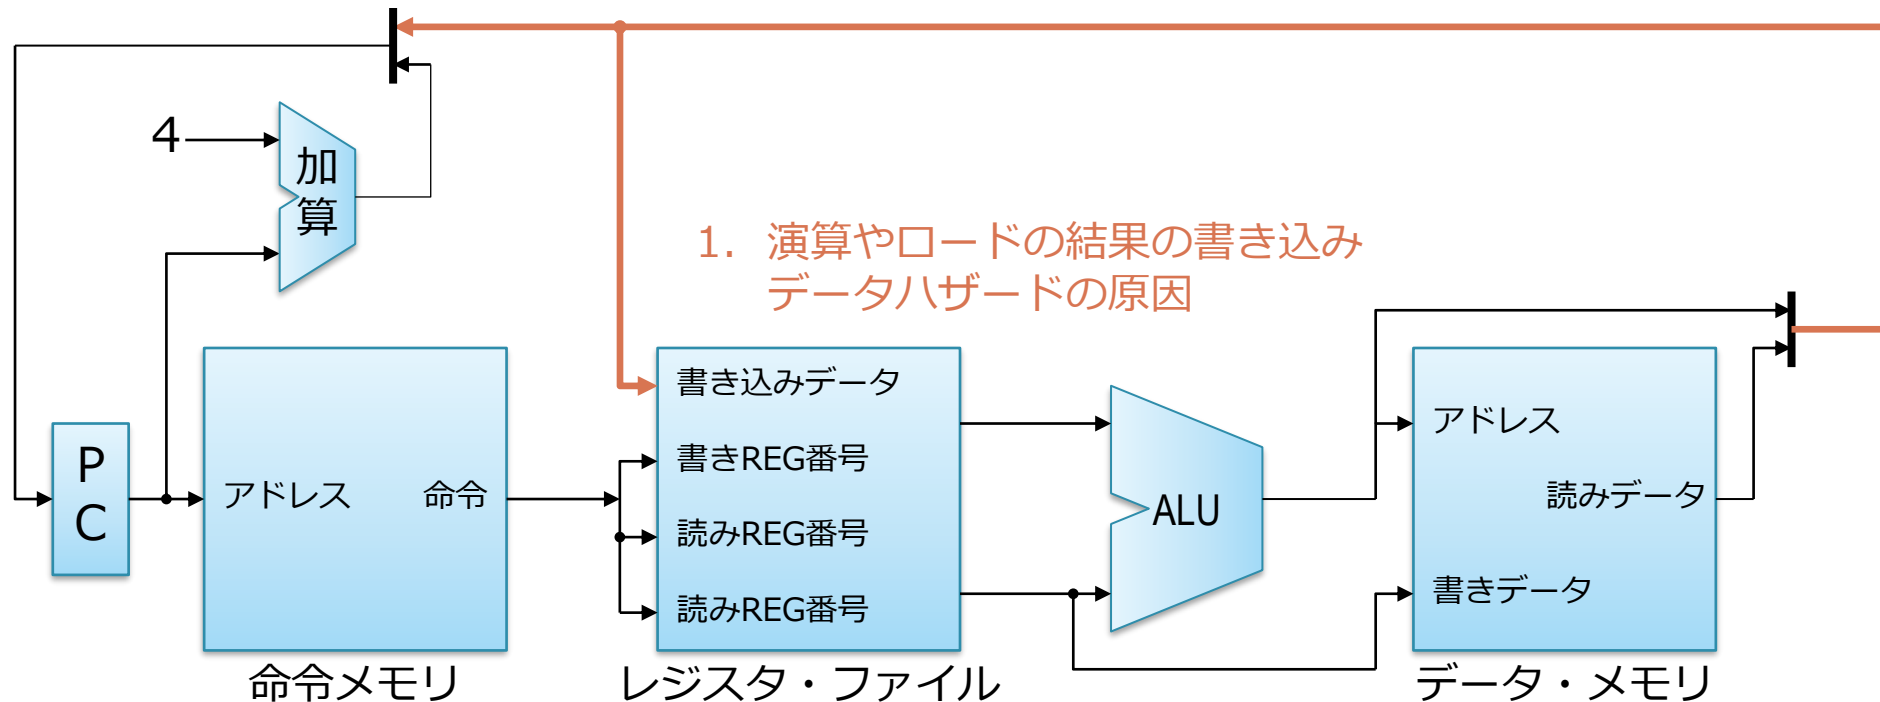 4
加
算
1. 演算やロードの結果の書き込み
データハザードの原因
P
C
アドレス
命令
命令メモリ
書き込みデータ
書きREG番号
読みREG番号
読みREG番号
レジスタ・ファイル
ALU
アドレス
読みデータ
書きデータ
データ・メモリ